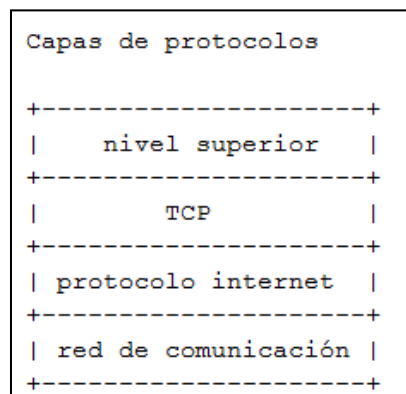 Capas de protocolos
+---------------------+
|    nivel superior   |
+---------------------+
|        TCP          |
+---------------------+
| protocolo internet  |
+---------------------+
| red de comunicación |
+---------------------+